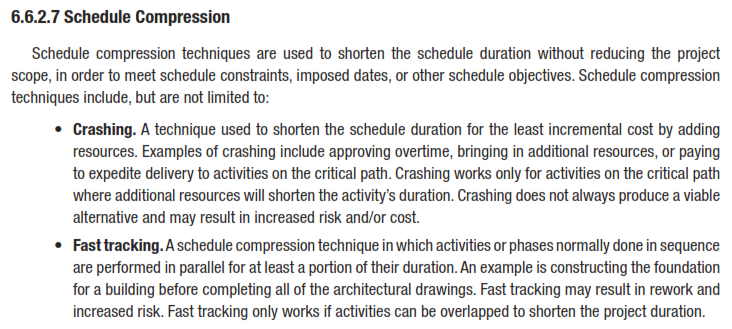 6.6.2.7 Schedule Compression
Schedule compression techniques are used to shorten the schedule duration without reducing the project
scope, in order to meet schedule constraints, imposed dates, or other schedule objectives. Schedule compression
techniques include, but are not limited to:
• Crashing. A technique used to shorten the schedule duration for the least incremental cost by adding
resources. Examples of crashing include approving overtime, bringing in additional resources, or paying
to expedite delivery to activities on the critical path. Crashing works only for activities on the critical path
where additional resources will shorten the activity's duration. Crashing does not always produce a viable
alternative and may result in increased risk and/or cost.
• Fast tracking. A schedule compression technique in which activities or phases normally done in sequence
are performed in parallel for at least a portion of their duration. An example is constructing the foundation
for a building before completing all of the architectural drawings. Fast tracking may result in rework and
increased risk. Fast tracking only works if activities can be overlapped to shorten the project duration.